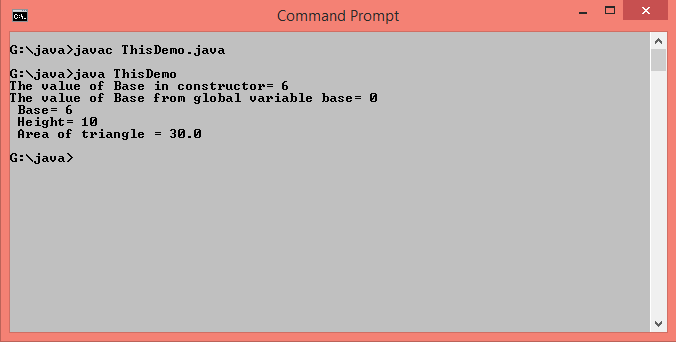 Command Prompt
G:\java>javac ThisDemo.java
G:\java>java ThisDemo
The value of Base in constructor= 6
The value of Base from global variable base= 0
Base= 6
Height= 10
Area of triangle = 30.0
G:\java>